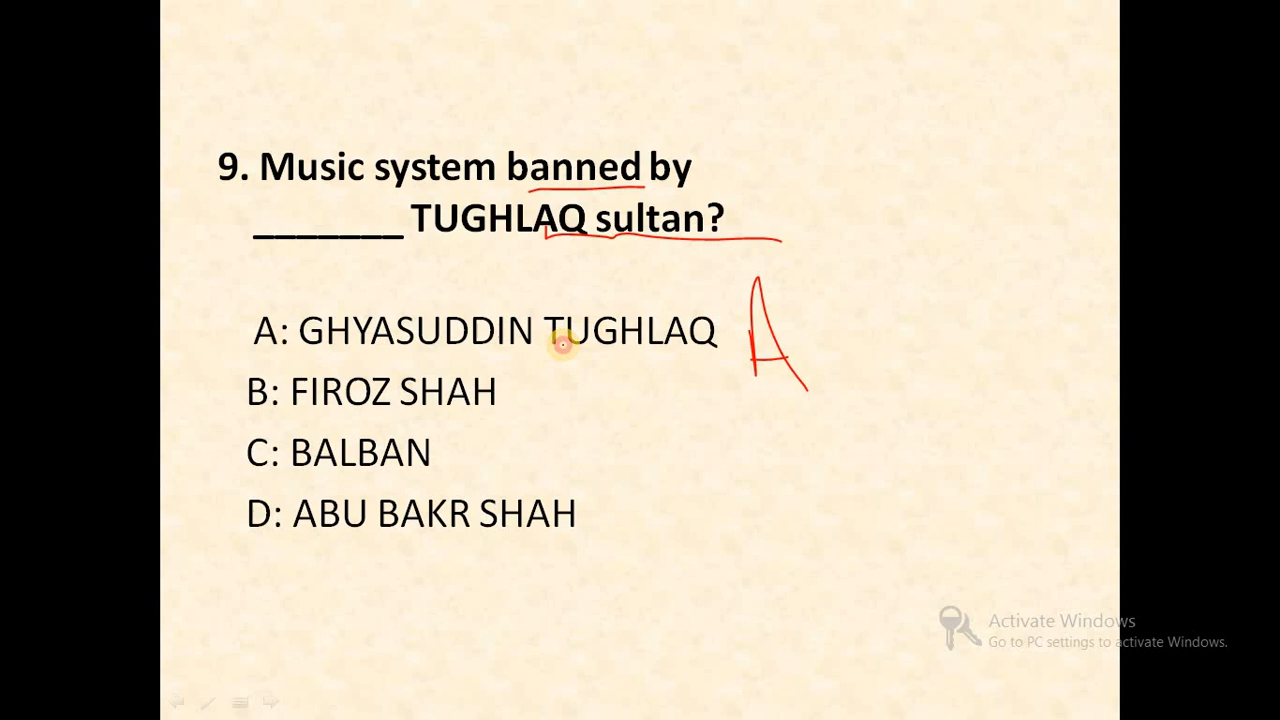 9. Music system banned by
_______ TUGHLAQ sultan?
A: GHYASUDDIN TUGHLAQ
A
B: FIROZ SHAH
C: BALBAN
D: ABU BAKR SHAH
Activate Windows
Go to PC settings to activate Windows.